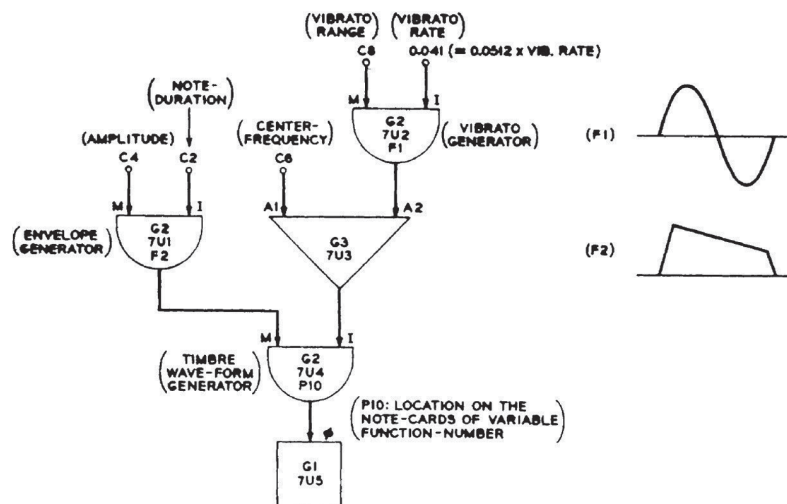 (VIBRATO RANGE)
(VIBRATO RATE)
C8
0.041 (= 0.0512 x VIB. RATE)
M
I
G2
7U2
F1
(VIBRATO GENERATOR)
(NOTE-DURATION)
(AMPLITUDE)
C4
C2
(CENTER-FREQUENCY)
C6
M
I
G2
7U1
F2
(ENVELOPE GENERATOR)
A1
A2
G3
7U3
M
I
G2
7U4
P10
(TIMBRE WAVE-FORM GENERATOR)
(P10: LOCATION ON THE
NOTE-CARDS OF VARIABLE
FUNCTION-NUMBER)
ø
G1
7U5
(F1)
(F2)